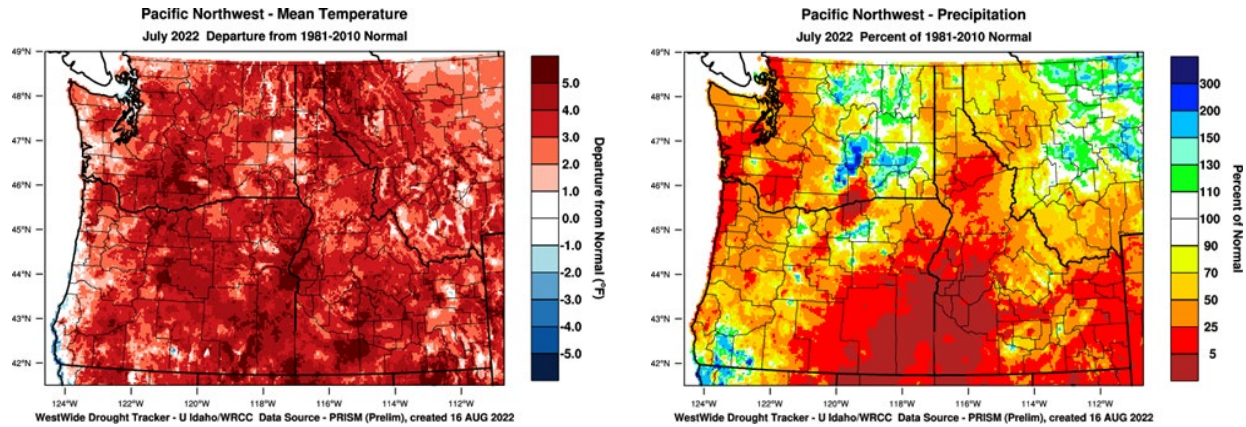 Pacific Northwest - Mean Temperature
July 2022 Departure from 1981-2010 Normal
49°N
48°N
47°N
46°N
45°N
44°N
43°N
42°N
124°W
122°W
120°W
118°W
116°W
114°W
112°W
5.0
4.0
3.0
2.0
1.0
0.0
-1.0
-2.0
-3.0
-4.0
-5.0
Departure from Normal (°F)
WestWide Drought Tracker - U Idaho/WRCC Data Source - PRISM (Prelim), created 16 AUG 2022
Pacific Northwest - Precipitation
July 2022 Percent of 1981-2010 Normal
49°N
48°N
47°N
46°N
45°N
44°N
43°N
42°N
124°W
122°W
120°W
118°W
116°W
114°W
112°W
300
200
150
130
110
100
90
70
50
25
5
Percent of Normal
WestWide Drought Tracker - U Idaho/WRCC Data Source - PRISM (Prelim), created 16 AUG 2022